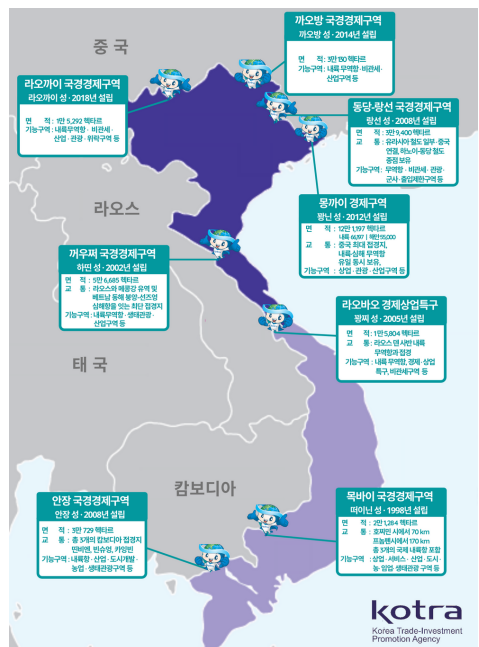 중국
까오방 국경경제구역
까오방 성 · 2014년 설립
면 적 : 3만 130 헥타르
기능구역 : 내륙 무역항 · 비관세 ·
산업구역 등
라오까이 국경경제구역
라오까이 성 · 2018년 설립
면 적 : 1만 5,292 헥타르
기능구역 : 내륙무역항 · 비관세 ·
산업 · 관광 · 위락구역 등
동당-랑선 국경경제구역
랑선 성 · 2008년 설립
면 적 : 3만 9,400 헥타르
교 통 : 유라시아 철도 일부 · 중국
연결, 하노이-동당 철도
종점 보유
기능구역 : 무역항 · 비관세 · 관광 ·
군사 · 출입제한구역 등
몽까이 경제구역
꽝닌 성 · 2012년 설립
면 적 : 12만 1,197 헥타르
내륙 66,197 | 해안 55,000
교 통 : 중국 최대 접경지,
내륙·심해 무역항
유일 동시 보유,
기능구역 : 상업 · 관광 · 산업구역 등
라오스
꺼우쩨 국경경제구역
하띤 성 · 2002년 설립
면 적 : 5만 6,685 헥타르
교 통 : 라오스와 메콩강 유역 및
베트남 동해 붕앙-선즈엉
심해항을 잇는 최단 접경지
기능구역 : 내륙무역항 · 생태관광 ·
산업구역 등
라오바오 경제상업특구
꽝찌 성 · 2005년 설립
면 적 : 1만 5,804 헥타르
교 통 : 라오스 덴사반 내륙
무역항과 접경
기능구역 : 내륙 무역항, 경제 · 상업
특구, 비관세구역 등
태국
캄보디아
안장 국경경제구역
안장 성 · 2008년 설립
면 적 : 3만 729 헥타르
교 통 : 총 3개의 캄보디아 접경지
띤비엔, 빈슈엉, 카잉빈
기능구역 : 내륙항 · 산업 · 도시개발 ·
농업 · 생태관광구역 등
목바이 국경경제구역
떠이닌 성 · 1998년 설립
면 적 : 2만 1,284 헥타르
교 통 : 호찌민 시에서 70 km
프놈펜시에서 170 km
총 3개의 국제 내륙항 포함
기능구역 : 상업 · 서비스 · 산업 · 도시 ·
농·임업·생태관광 구역 등
kotra
Korea Trade-Investment
Promotion Agency